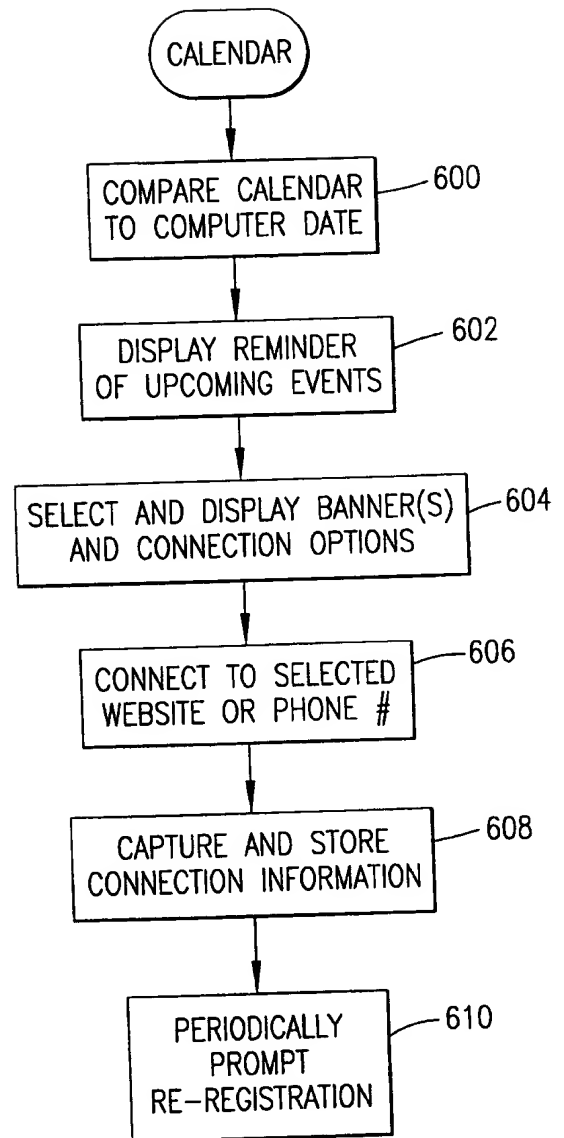 CALENDAR
COMPARE CALENDAR
TO COMPUTER DATE
600
DISPLAY REMINDER
OF UPCOMING EVENTS
602
SELECT AND DISPLAY BANNER(S)
AND CONNECTION OPTIONS
604
CONNECT TO SELECTED
WEBSITE OR PHONE #
606
CAPTURE AND STORE
CONNECTION INFORMATION
608
PERIODICALLY
PROMPT
RE-REGISTRATION
610